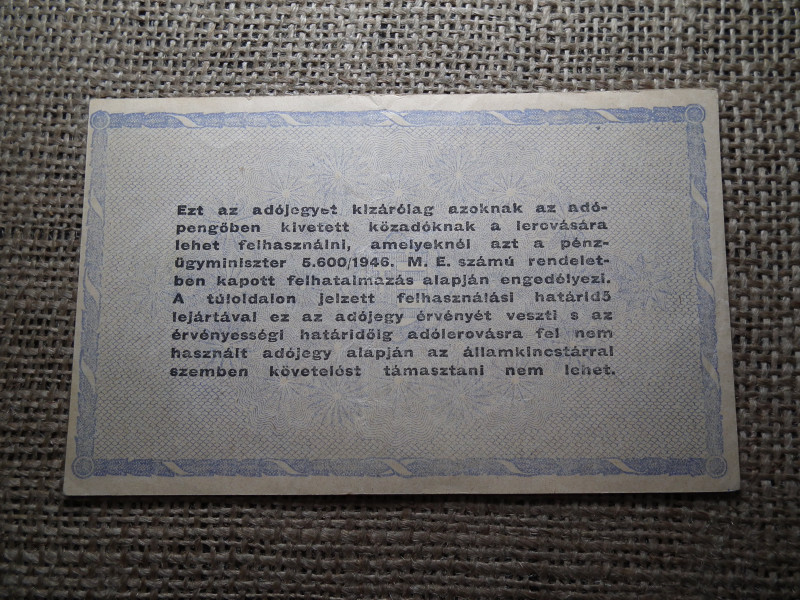 Ezt az adójegyet kizárólag azoknak az adó-
pengőben kivetett közadóknak a lerovására
lehet felhasználni, amelyeknél azt a pénz-
ügyminiszter 5.600/1946. M. E. számú rendelet-
ben kapott felhatalmazás alapján engedélyezi.
A túloldalon jelzett felhasználási határidő
lejártával ez az adójegy érvényét veszti s az
érvényességi határidőig adólerovásra fel nem
használt adójegy alapján az államkincstárral
szemben követelést támasztani nem lehet.